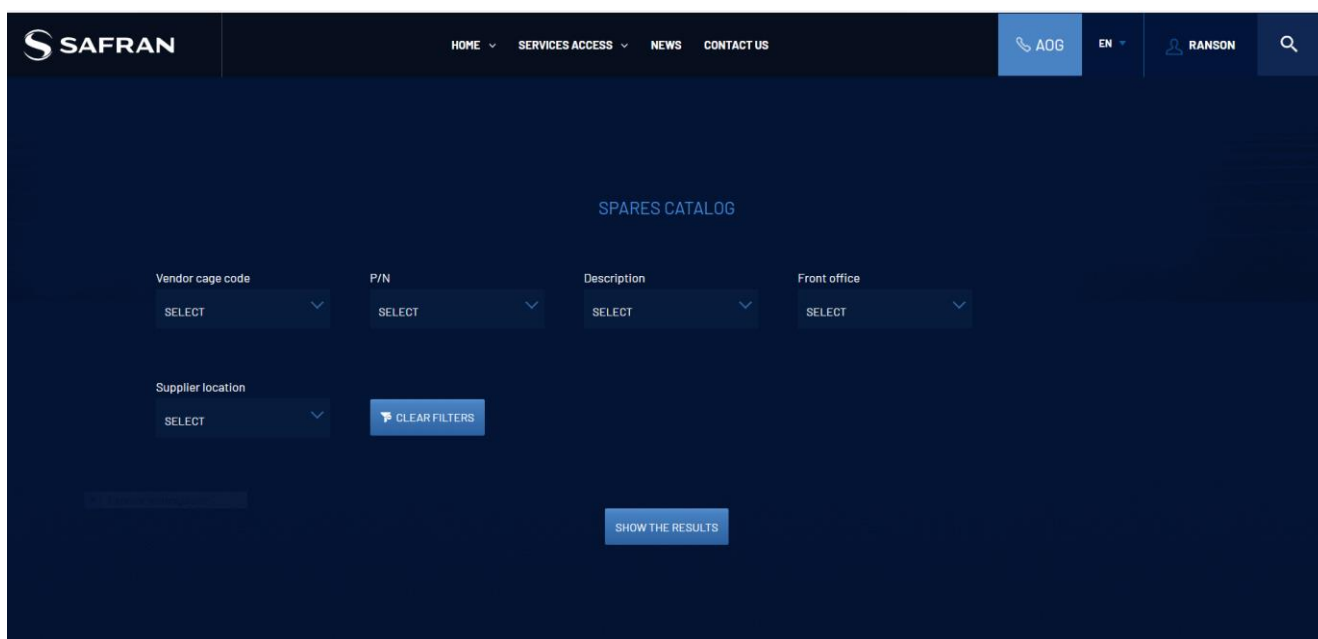 SAFRAN
HOME SERVICES ACCESS NEWS CONTACT US
AOG
EN
RANSON
SPARES CATALOG
Vendor cage code P/N Description Front office
SELECT SELECT SELECT SELECT
Supplier location
SELECT
CLEAR FILTERS
SHOW THE RESULTS